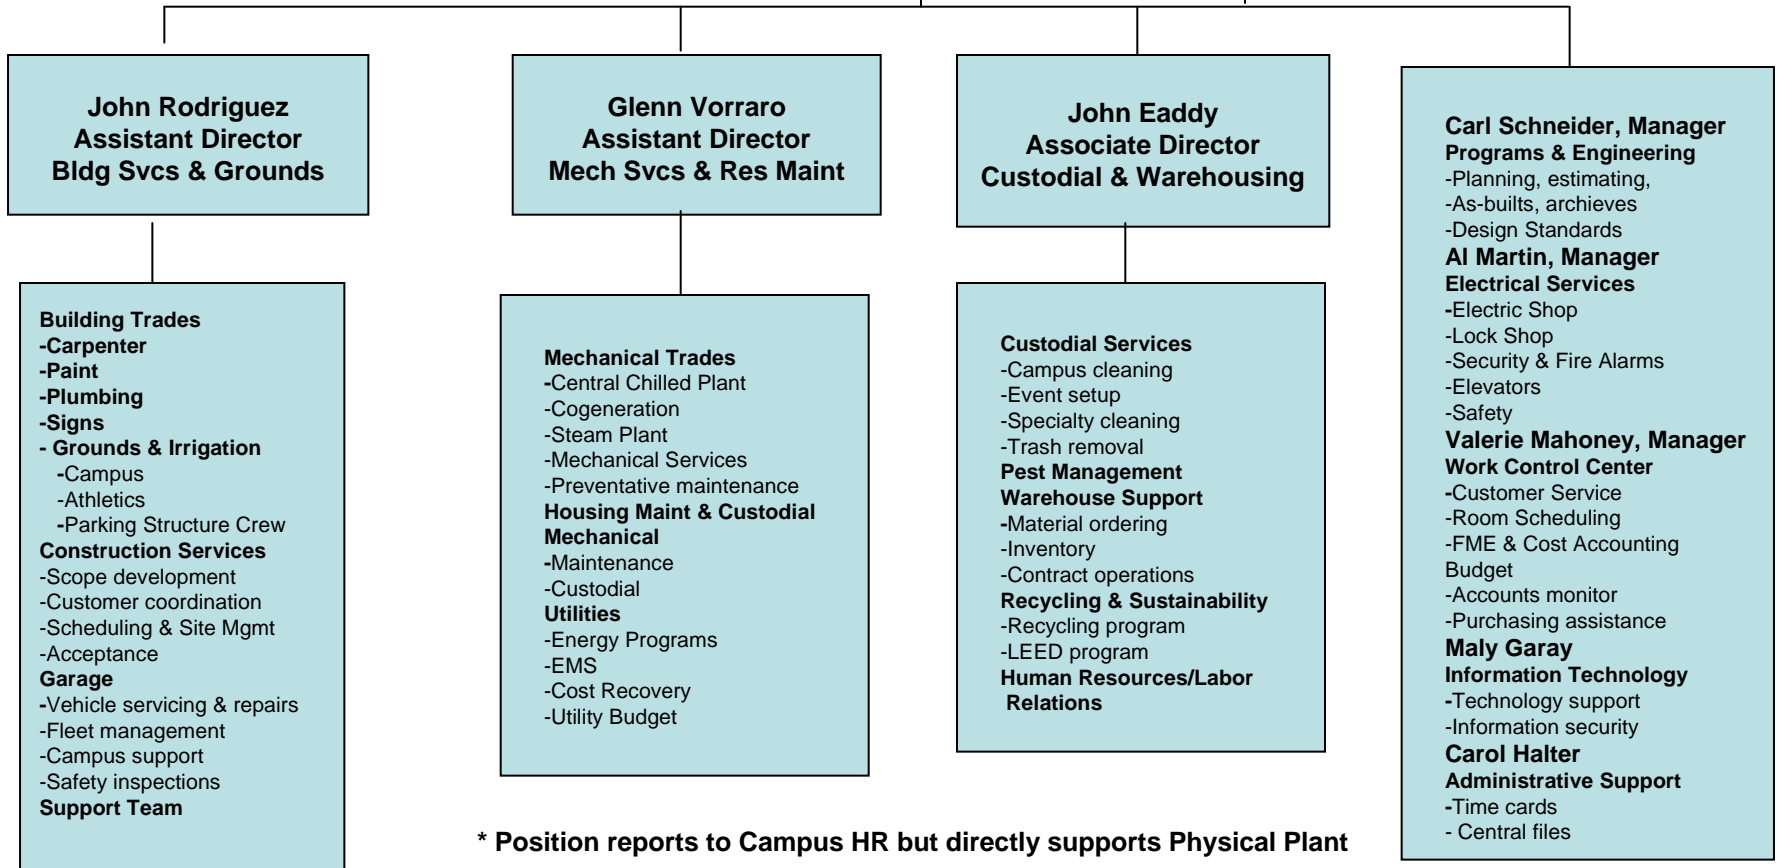 John Rodriguez
Assistant Director
Bldg Svcs & Grounds
Glenn Vorraro
Assistant Director
Mech Svcs & Res Maint
John Eaddy
Associate Director
Custodial & Warehousing
Carl Schneider, Manager
Programs & Engineering
-Planning, estimating,
-As-builts, archieves
-Design Standards
Al Martin, Manager
Electrical Services
-Electric Shop
-Lock Shop
-Security & Fire Alarms
-Elevators
-Safety
Valerie Mahoney, Manager
Work Control Center
-Customer Service
-Room Scheduling
-FME & Cost Accounting
Budget
-Accounts monitor
-Purchasing assistance
Maly Garay
Information Technology
-Technology support
-Information security
Carol Halter
Administrative Support
-Time cards
- Central files
Building Trades
-Carpenter
-Paint
-Plumbing
-Signs
- Grounds & Irrigation
-Campus
-Athletics
-Parking Structure Crew
Construction Services
-Scope development
-Customer coordination
-Scheduling & Site Mgmt
-Acceptance
Garage
-Vehicle servicing & repairs
-Fleet management
-Campus support
-Safety inspections
Support Team
Mechanical Trades
-Central Chilled Plant
-Cogeneration
-Steam Plant
-Mechanical Services
-Preventative maintenance
Housing Maint & Custodial
Mechanical
-Maintenance
-Custodial
Utilities
-Energy Programs
-EMS
-Cost Recovery
-Utility Budget
Custodial Services
-Campus cleaning
-Event setup
-Specialty cleaning
-Trash removal
Pest Management
Warehouse Support
-Material ordering
-Inventory
-Contract operations
Recycling & Sustainability
-Recycling program
-LEED program
Human Resources/Labor
Relations
* Position reports to Campus HR but directly supports Physical Plant